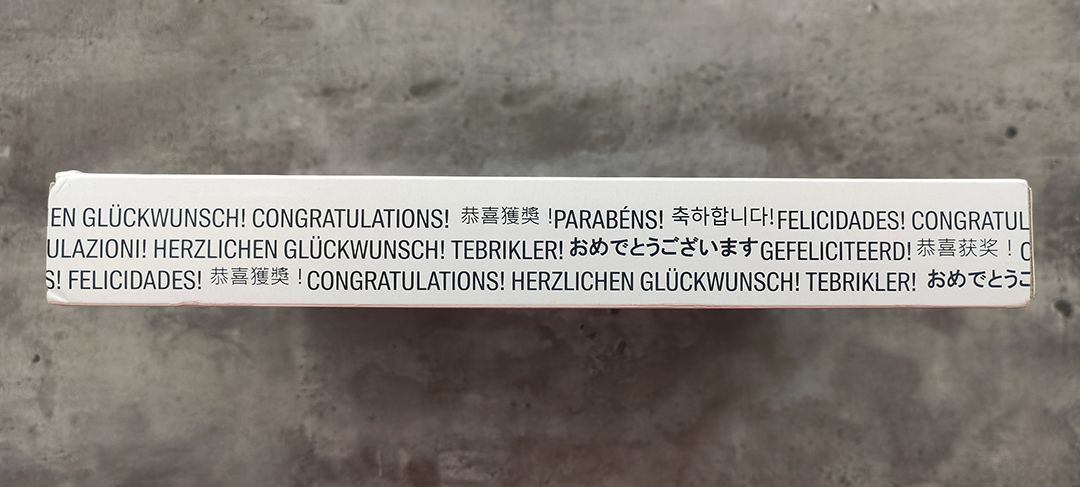 EN GLÜCKWUNSCH! CONGRATULATIONS! 恭喜獲獎 ! PARABÉNS! 축하합니다! FELICIDADES! CONGRATUL
ULAZIONI! HERZLICHEN GLÜCKWUNSCH! TEBRIKLER! おめでとうございます GEFELICITEERD! 恭喜获奖 ! C
S! FELICIDADES! 恭喜獲獎 ! CONGRATULATIONS! HERZLICHEN GLÜCKWUNSCH! TEBRIKLER! おめでとうご